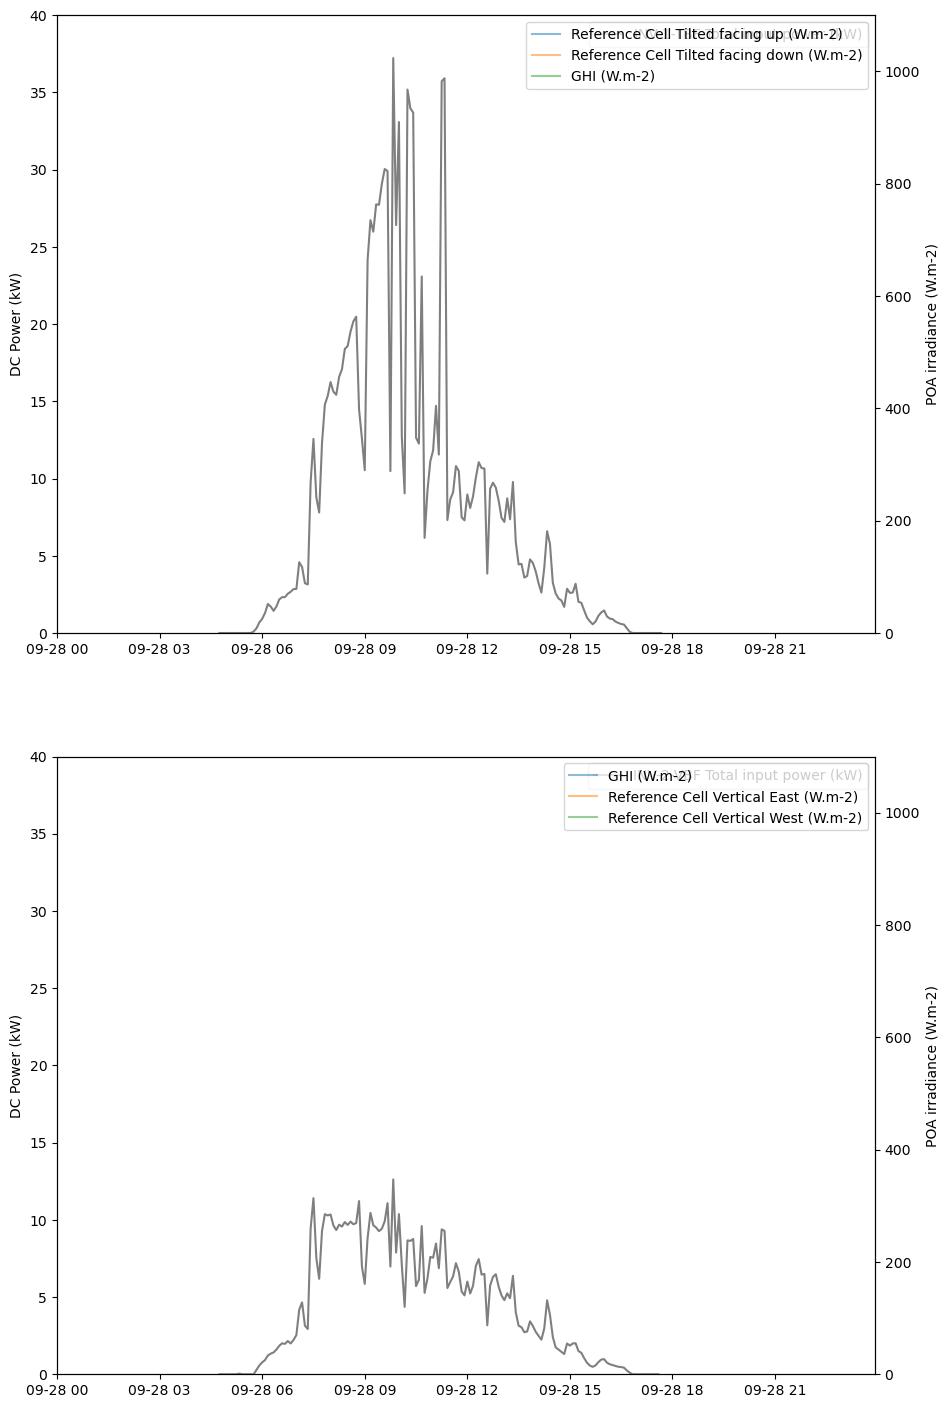 40
35
30
25
20
15
10
5
0
DC Power (kW)
Reference Cell Tilted facing up (W.m-2)
Reference Cell Tilted facing down (W.m-2)
GHI (W.m-2)
1000
800
600
400
200
0
POA irradiance (W.m-2)
09-28 00 09-28 03 09-28 06 09-28 09 09-28 12 09-28 15 09-28 18 09-28 21
40
35
30
25
20
15
10
5
0
DC Power (kW)
GHI (W.m-2)
Total input power (kW)
Reference Cell Vertical East (W.m-2)
Reference Cell Vertical West (W.m-2)
1000
800
600
400
200
0
POA irradiance (W.m-2)
09-28 00 09-28 03 09-28 06 09-28 09 09-28 12 09-28 15 09-28 18 09-28 21